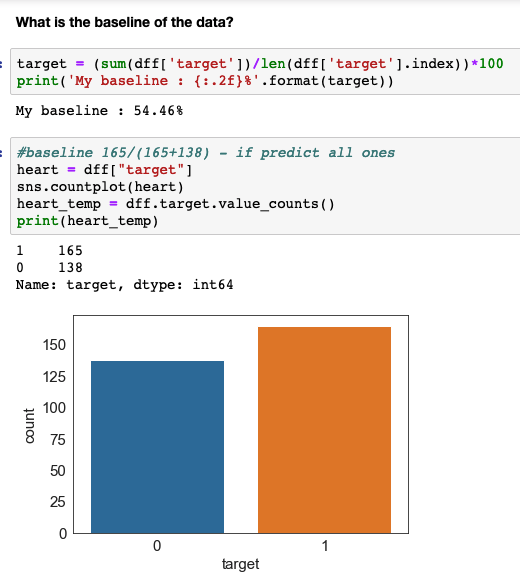 What is the baseline of the data?
: target = (sum(dff['target'])/len(dff['target'].index))*100
print('My baseline : {:.2f}%'.format(target))
My baseline : 54.46%
: #baseline 165/(165+138) - if predict all ones
heart = dff["target"]
sns.countplot(heart)
heart_temp = dff.target.value_counts()
print(heart_temp)
1    165
0    138
Name: target, dtype: int64
150
125
100
75
50
25
0
count
0 1
target